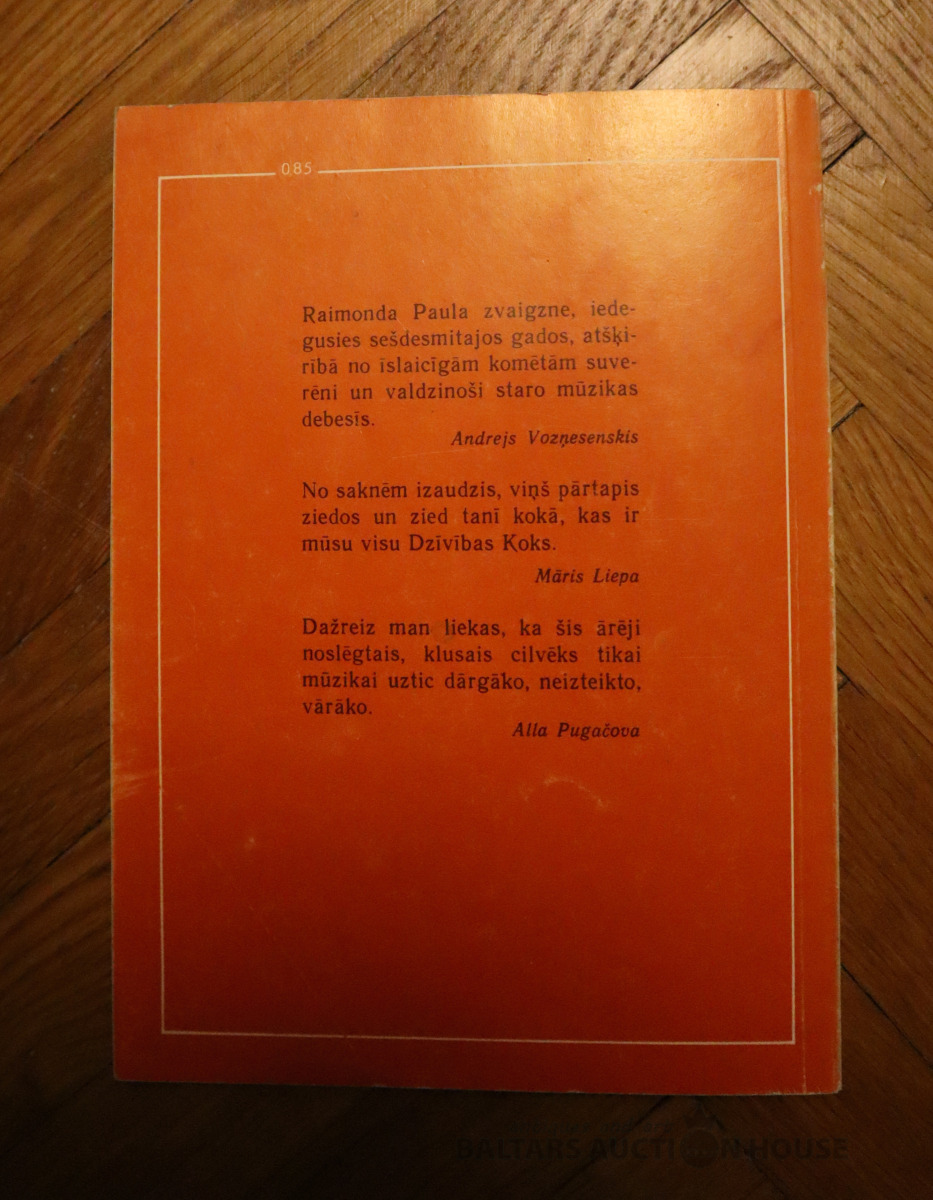 085
Raimonda Paula zvaigzne, iede-
gusies sešdesmitajos gados, atšķi-
rībā no īslaicīgām komētām suve-
rēni un valdzinoši staro mūzikas
debesīs.
Andrejs Vozņesenskis
No saknēm izaudzis, viņš pārtapis
ziedos un zied tanī kokā, kas ir
mūsu visu Dzīvības Koks.
Māris Liepa
Dažreiz man liekas, ka šis ārēji
noslēgtais, klusais cilvēks tikai
mūzikai uztic dārgāko, neizteikto,
vārāko.
Alla Pugačova
BALTARS AUCTION HOUSE